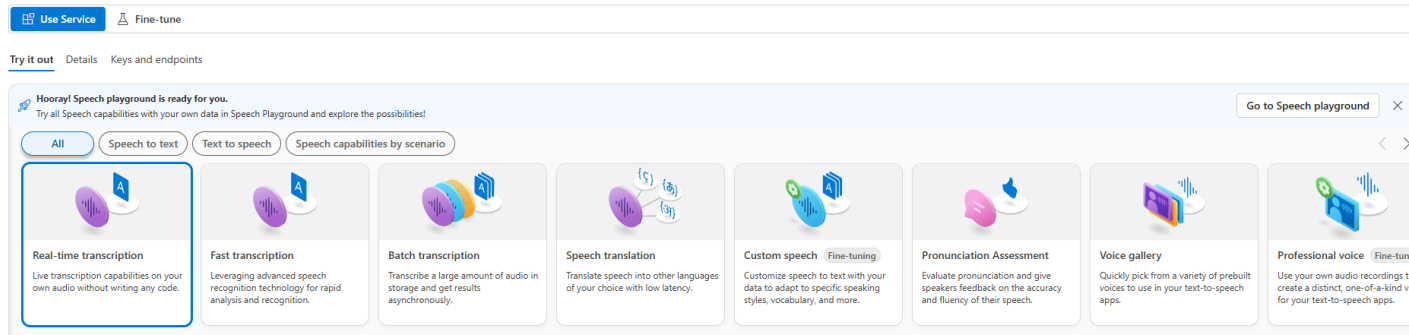 Use Service
Fine-tune
Try it out
Details
Keys and endpoints
Hooray! Speech playground is ready for you.
Try all Speech capabilities with your own data in Speech Playground and explore the possibilities!
Go to Speech playground
All
Speech to text
Text to speech
Speech capabilities by scenario
Real-time transcription
Live transcription capabilities on your
own audio without writing any code.
Fast transcription
Leveraging advanced speech
recognition technology for rapid
analysis and recognition.
Batch transcription
Transcribe a large amount of audio in
storage and get results
asynchronously.
Speech translation
Translate speech into other languages
of your choice with low latency.
Custom speech
Fine-tuning
Customize speech to text with your
data to adapt to specific speaking
styles, vocabulary, and more.
Pronunciation Assessment
Evaluate pronunciation and give
speakers feedback on the accuracy
and fluency of their speech.
Voice gallery
Quickly pick from a variety of prebuilt
voices to use in your text-to-speech
apps.
Professional voice
Fine-tun
Use your own audio recordings t
create a distinct, one-of-a-kind v
for your text-to-speech apps.